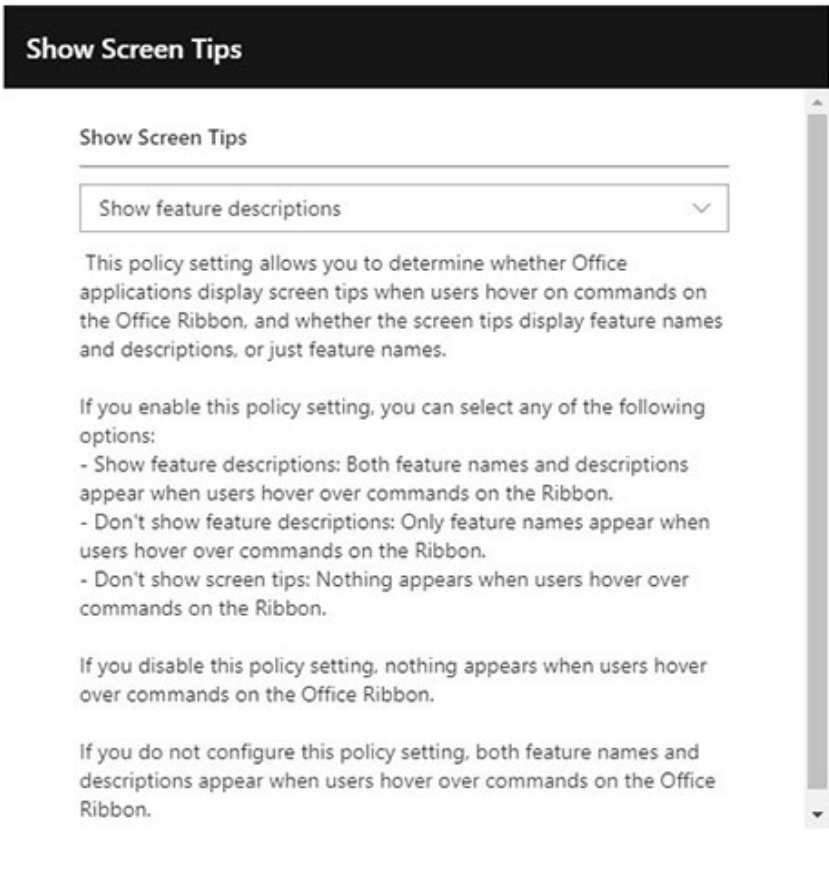 Show Screen Tips
Show Screen Tips
Show feature descriptions
This policy setting allows you to determine whether Office
applications display screen tips when users hover on commands on
the Office Ribbon, and whether the screen tips display feature names
and descriptions, or just feature names.
If you enable this policy setting, you can select any of the following
options:
- Show feature descriptions: Both feature names and descriptions
appear when users hover over commands on the Ribbon.
- Don't show feature descriptions: Only feature names appear when
users hover over commands on the Ribbon.
- Don't show screen tips: Nothing appears when users hover over
commands on the Ribbon.
If you disable this policy setting, nothing appears when users hover
over commands on the Office Ribbon.
If you do not configure this policy setting, both feature names and
descriptions appear when users hover over commands on the Office
Ribbon.